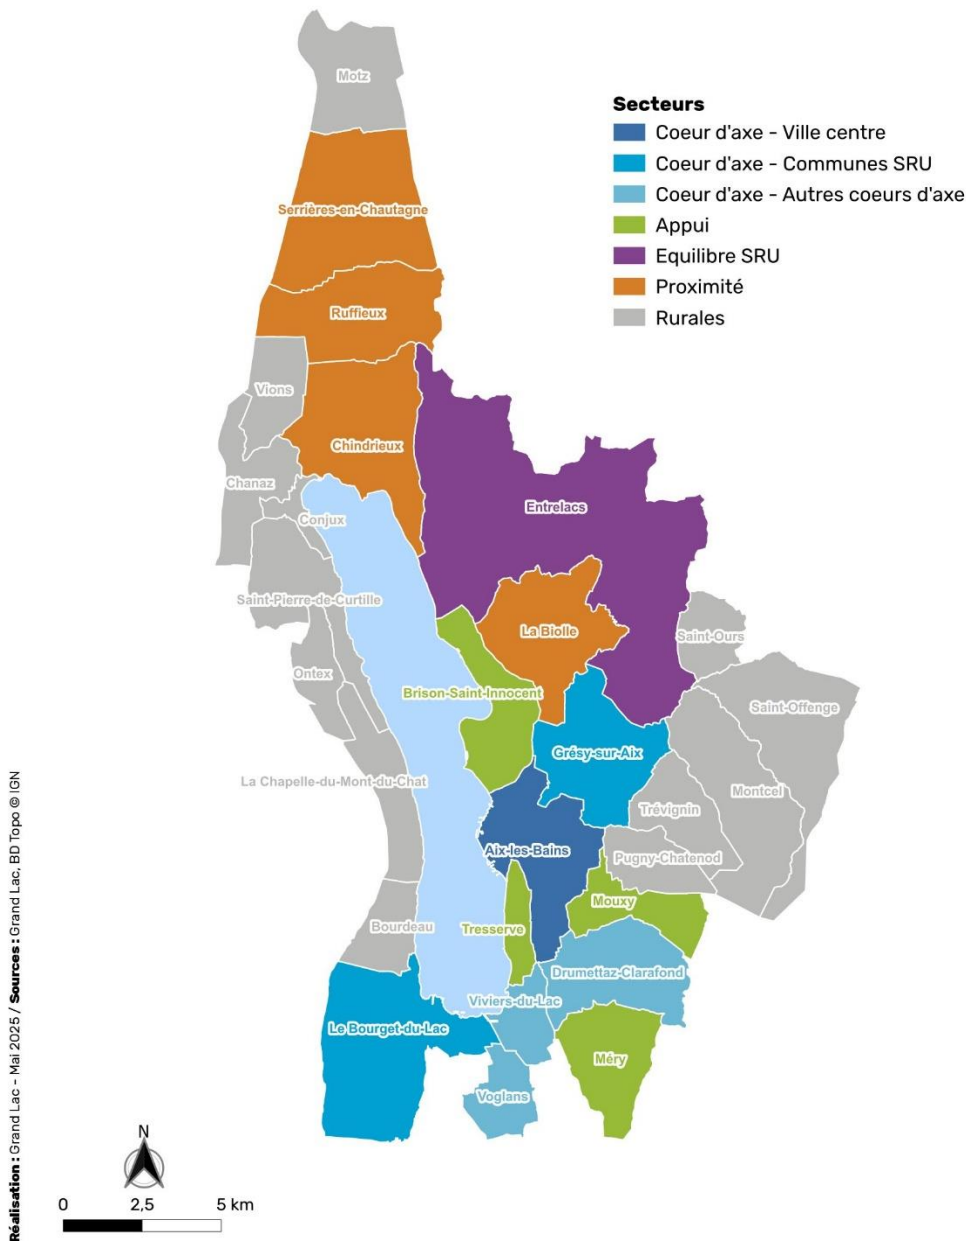 Motz
Secteurs
Coeur d'axe - Ville centre
Coeur d'axe - Communes SRU
Coeur d'axe - Autres coeurs d'axe
Appui
Equilibre SRU
Proximité
Rurales
Serrières-en-Chautagne
Ruffieux
Vions
Chindrieux
Chanaz
Entrelacs
Conjux
Saint-Pierre-de-Curtille
La Biolle
Saint-Ours
Ontex
Brison-Saint-Innocent
Saint-Offenge
Grésy-sur-Aix
La Chapelle-du-Mont-du-Chat
Montcel
Trévignin
Aix-les-Bains
Pugny-Chatenod
Mouxy
Bourdeau
Tresserve
Drumettaz-Clarafond
Viviers-du-Lac
Le Bourget-du-Lac
Méry
Voglans
N
0 2,5 5 km
Réalisation : Grand Lac - Mai 2025 / Sources : Grand Lac, BD Topo © IGN